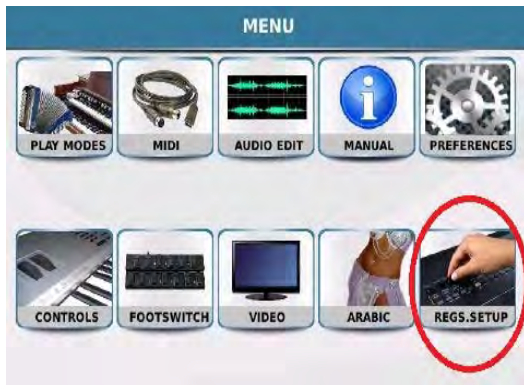 MENU
PLAY MODES
MIDI
AUDIO EDIT
MANUAL
PREFERENCES
CONTROLS
FOOTSWITCH
VIDEO
ARABIC
REGS.SETUP